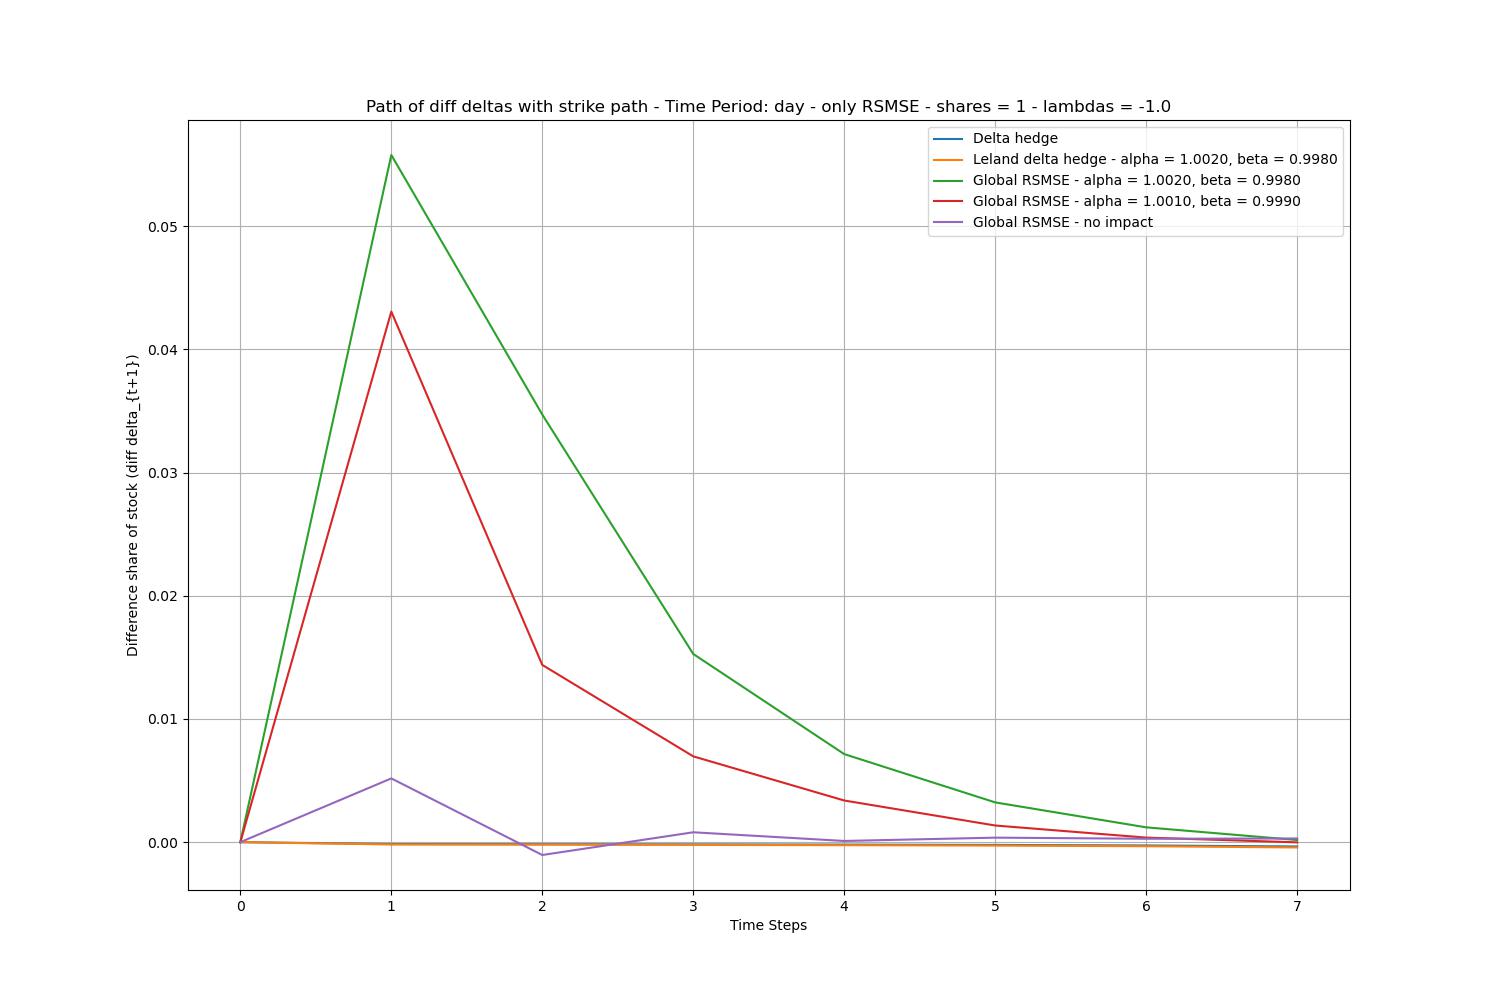 Path of diff deltas with strike path - Time Period: day - only RSMSE - shares = 1 - lambdas = -1.0
Delta hedge
Leland delta hedge - alpha = 1.0020, beta = 0.9980
Global RSMSE - alpha = 1.0020, beta = 0.9980
Global RSMSE - alpha = 1.0010, beta = 0.9990
Global RSMSE - no impact
Difference share of stock (diff delta_{t+1})
0.05
0.04
0.03
0.02
0.01
0.00
0 1 2 3 4 5 6 7
Time Steps